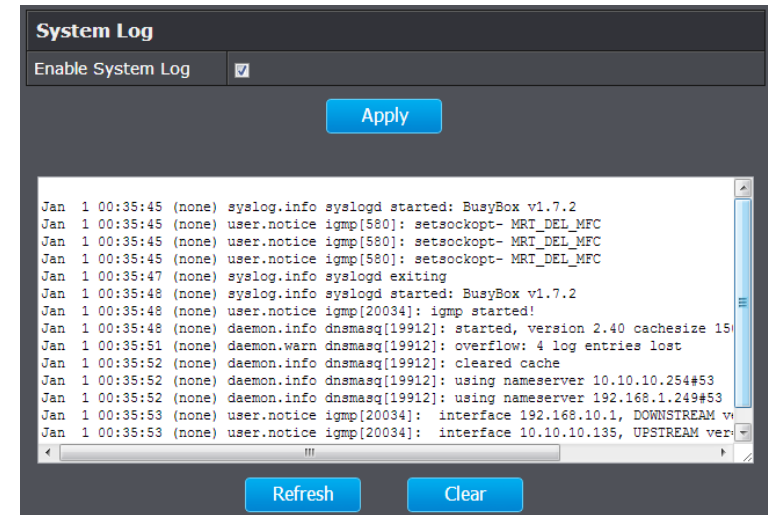 System Log
Enable System Log
Apply
Jan 1 00:35:45 (none) syslog.info syslogd started: BusyBox v1.7.2
Jan 1 00:35:45 (none) user.notice igmp[580]: setsockopt- MRT_DEL_MFC
Jan 1 00:35:45 (none) user.notice igmp[580]: setsockopt- MRT_DEL_MFC
Jan 1 00:35:45 (none) user.notice igmp[580]: setsockopt- MRT_DEL_MFC
Jan 1 00:35:47 (none) syslog.info syslogd exiting
Jan 1 00:35:48 (none) syslog.info syslogd started: BusyBox v1.7.2
Jan 1 00:35:48 (none) user.notice igmp[20034]: igmp started!
Jan 1 00:35:48 (none) daemon.info dnsmasq[19912]: started, version 2.40 cachesize
Jan 1 00:35:51 (none) daemon.warn dnsmasq[19912]: overflow: 4 log entries lost
Jan 1 00:35:52 (none) daemon.info dnsmasq[19912]: cleared cache
Jan 1 00:35:52 (none) daemon.info dnsmasq[19912]: using nameserver 10.10.10.254#53
Jan 1 00:35:52 (none) daemon.info dnsmasq[19912]: using nameserver 192.168.1.249#53
Jan 1 00:35:53 (none) user.notice igmp[20034]: interface 192.168.10.1, DOWNSTREAM
Jan 1 00:35:53 (none) user.notice igmp[20034]: interface 10.10.10.135, UPSTREAM
Refresh
Clear